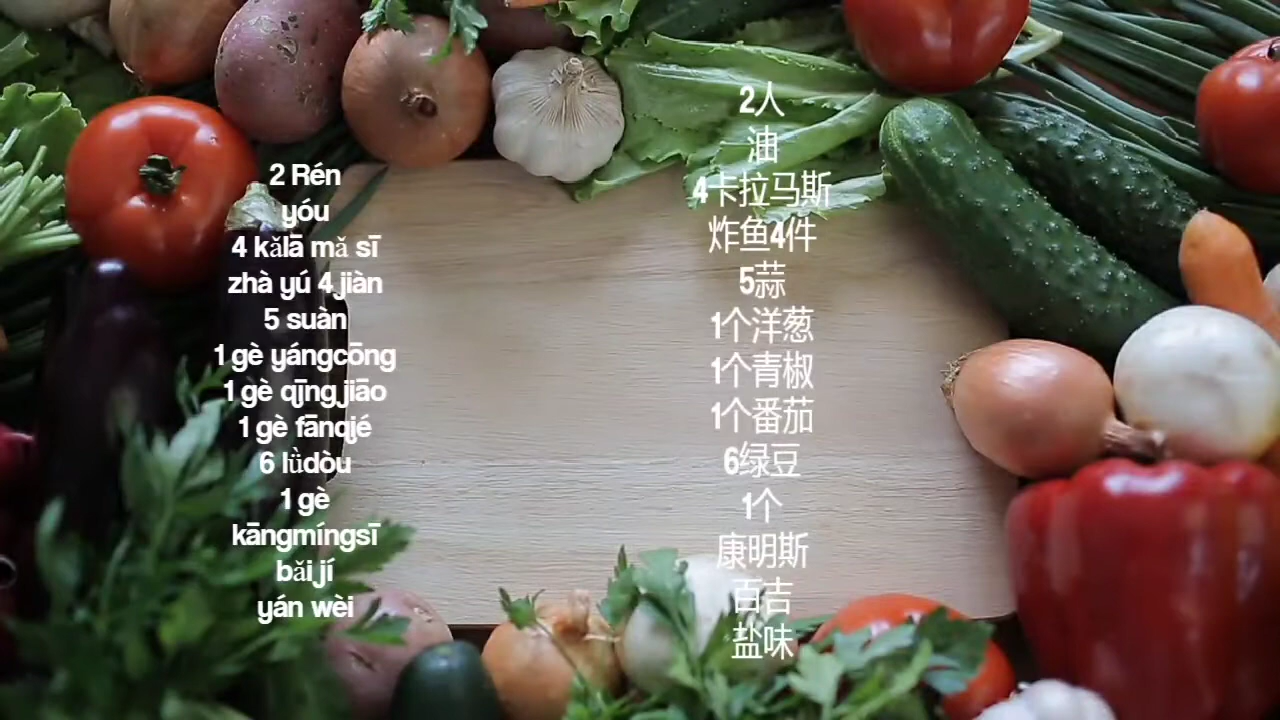 2 Rén
yóu
4 kǎlā mǎ sī
zhà yú 4 jiàn
5 suàn
1 gè yángcōng
1 gè qīngjiāo
1 gè fānqié
6 lǜdòu
1 gè
kāngmíngsī
bǎijí
yán wèi
2人
油
4卡拉马斯
炸鱼4件
5蒜
1个洋葱
1个青椒
1个番茄
6绿豆
1个
康明斯
百吉
盐味